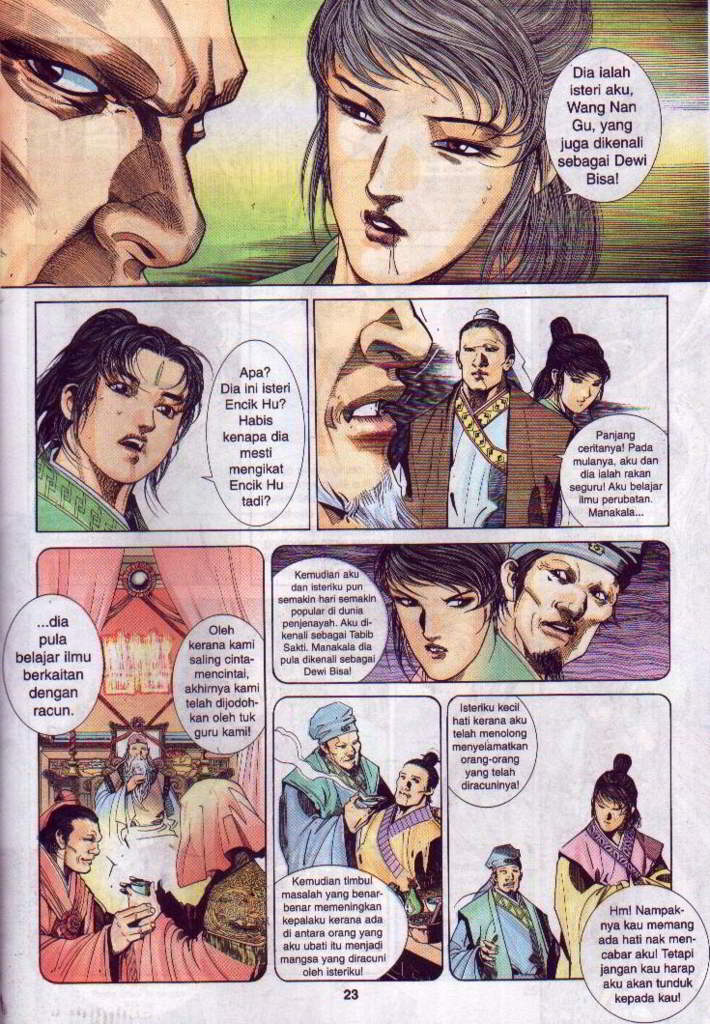 Dia ialah
isteri aku,
Wang Nan
Gu, yang
juga dikenali
sebagai Dewi
Bisa!
Apa?
Dia ini isteri
Encik Hu?
Habis
kenapa dia
mesti
mengikat
Encik Hu
tadi?
Panjang
ceritanya! Pada
mulanya, aku dan
dia ialah rakan
seguru! Aku belajar
ilmu perubatan.
Manakala...
...dia
pula
belajar ilmu
berkaitan
dengan
racun.
Oleh
kerana kami
saling cinta-
mencintai,
akhirnya kami
telah dijodoh-
kan oleh tuk
guru kami!
Kemudian aku
dan isteriku pun
semakin hari semakin
popular di dunia
penjenayah. Aku di-
kenali sebagai Tabib
Sakti. Manakala dia
pula dikenali sebagai
Dewi Bisa!
Kemudian timbul
masalah yang benar-
benar memeningkan
kepalaku kerana ada
di antara orang yang
aku ubati itu menjadi
mangsa yang diracuni
oleh isteriku!
Isteriku kecil
hati kerana aku
telah menolong
menyelamatkan
orang-orang
yang telah
diracuninya!
Hm! Nampak-
nya kau memang
ada hati nak men-
cabar aku! Tetapi
jangan kau harap
aku akan tunduk
kepada kau!
23